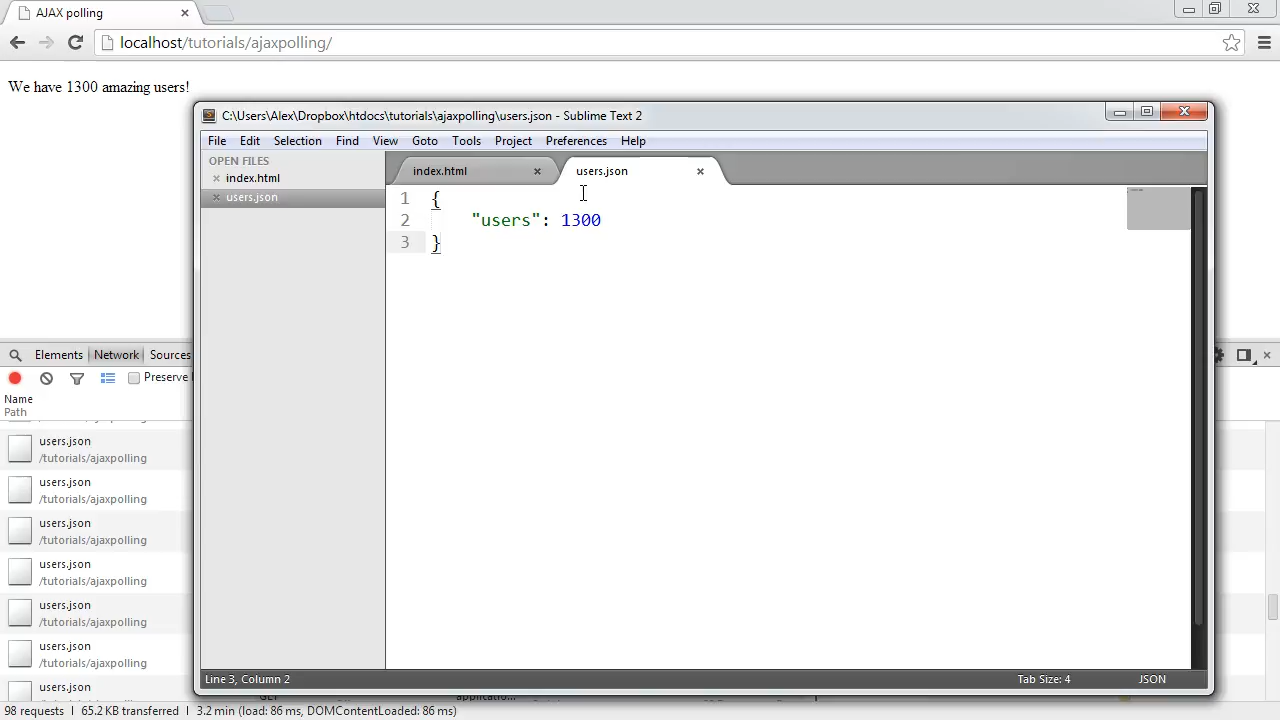 AJAX polling
localhost/tutorials/ajaxpolling/
We have 1300 amazing users!
C:\Users\Alex\Dropbox\htdocs\tutorials\ajaxpolling\users.json - Sublime Text 2
File Edit Selection Find View Goto Tools Project Preferences Help
OPEN FILES
index.html
users.json
index.html users.json
1 {
2 "users": 1300
3 }
Elements Network Sources
Preserve
Name
Path
/tutorials/ajaxpolling
users.json
/tutorials/ajaxpolling
users.json
/tutorials/ajaxpolling
users.json
/tutorials/ajaxpolling
users.json
/tutorials/ajaxpolling
users.json
/tutorials/ajaxpolling
users.json
/tutorials/ajaxpolling
users.json
Line 3, Column 2 Tab Size: 4 JSON
98 requests | 65.2 KB transferred | 3.2 min (load: 86 ms, DOMContentLoaded: 86 ms)